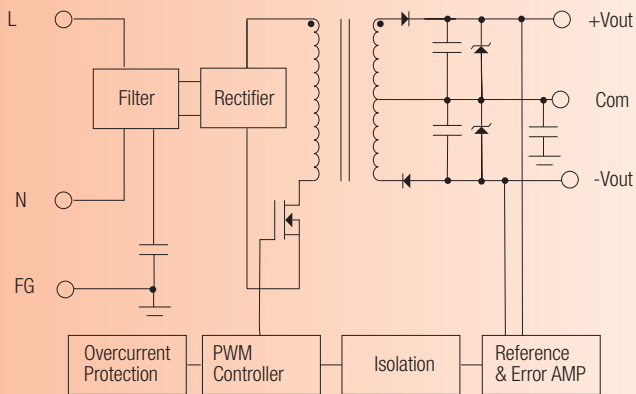 L
+Vout
Filter
Rectifier
Com
N
-Vout
FG
Overcurrent
Protection
PWM
Controller
Isolation
Reference
& Error AMP